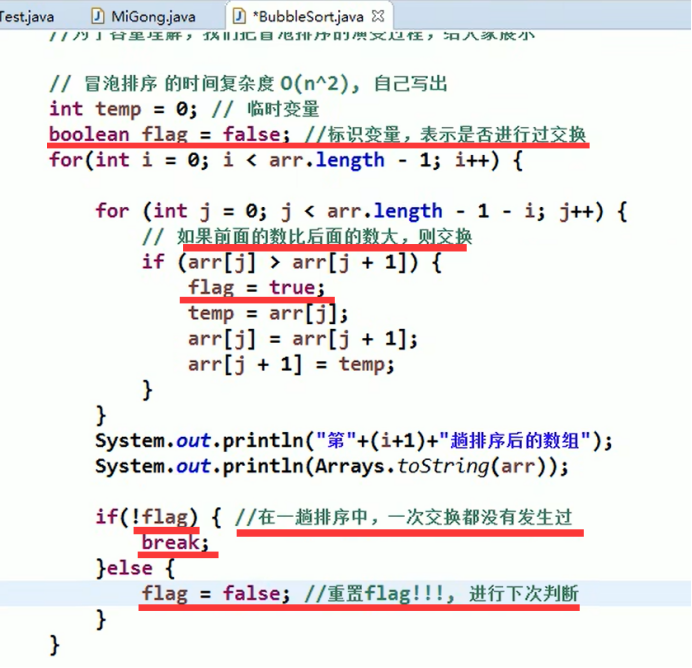 Test.java MiGong.java *BubbleSort.java
//为了容量理解，我们把冒泡排序的演变过程，给大家展示
// 冒泡排序 的时间复杂度 O(n^2), 自己写出
int temp = 0; // 临时变量
boolean flag = false; //标识变量，表示是否进行过交换
for(int i = 0; i < arr.length - 1; i++) {
for (int j = 0; j < arr.length - 1 - i; j++) {
// 如果前面的数比后面的数大，则交换
if (arr[j] > arr[j + 1]) {
flag = true;
temp = arr[j];
arr[j] = arr[j + 1];
arr[j + 1] = temp;
}
}
System.out.println("第"+(i+1)+"趟排序后的数组");
System.out.println(Arrays.toString(arr));
if(!flag) { //在一趟排序中，一次交换都没有发生过
break;
}else {
flag = false; //重置flag!!!, 进行下次判断
}
}